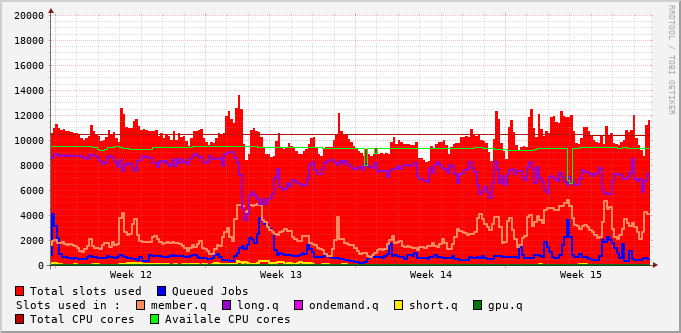 20000
18000
16000
14000
12000
10000
8000
6000
4000
2000
0
Week 12 Week 13 Week 14 Week 15
RRDTOOL / TOBI OETIKER
Total slots used Queued Jobs
Slots used in : member.q long.q ondemand.q short.q gpu.q
Total CPU cores Availale CPU cores